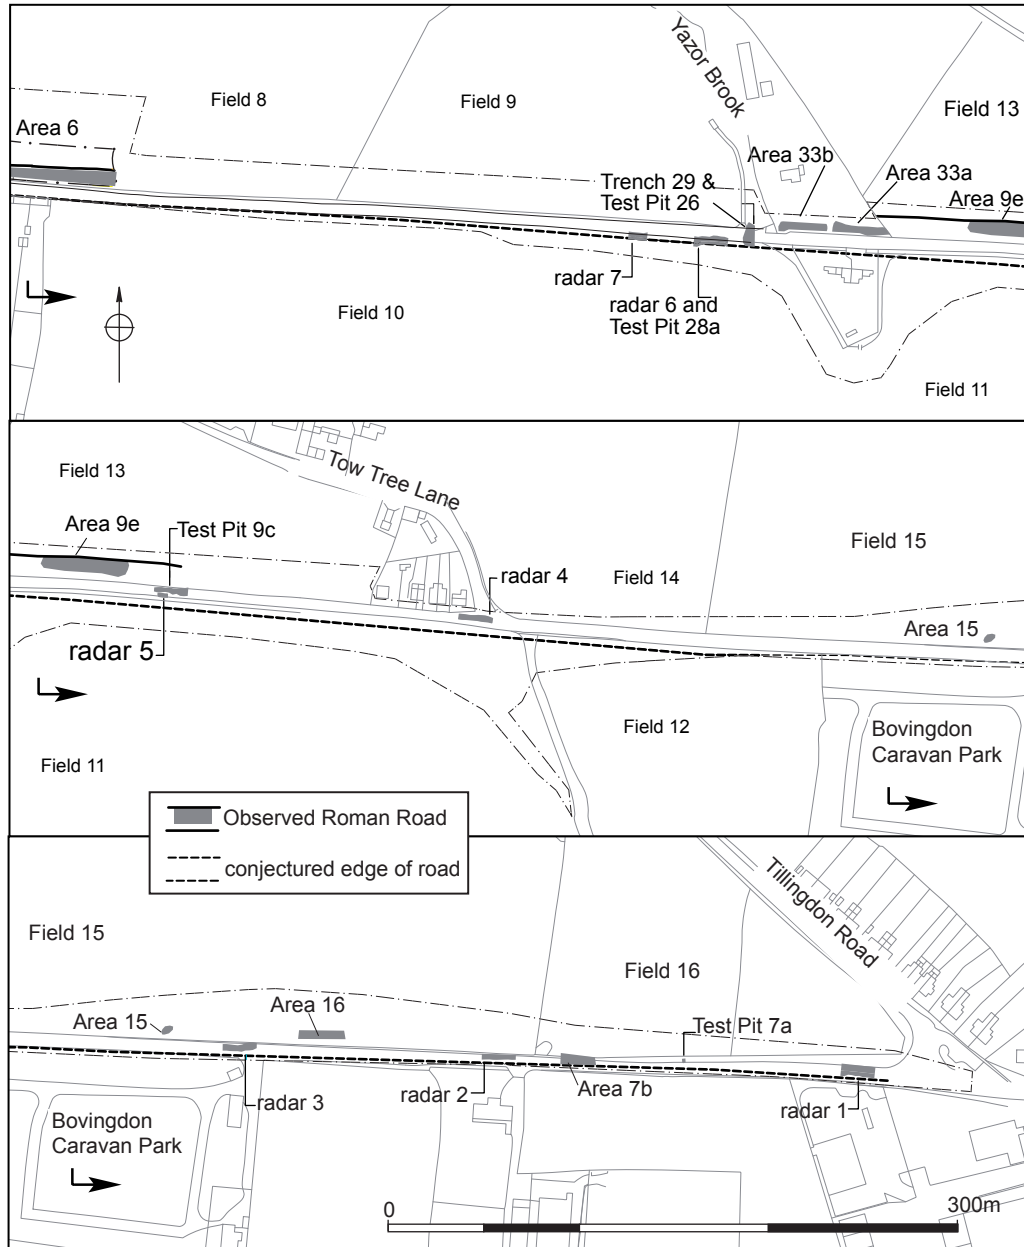 Field 8
Field 9
Yazor Brook
Field 13
Area 6
Area 33b
Area 33a
Trench 29 &
Test Pit 26
Area 9e
radar 7
radar 6 and
Test Pit 28a
Field 10
Field 11
Field 13
Tow Tree Lane
Area 9e
Test Pit 9c
Field 15
radar 4
Field 14
Area 15
radar 5
Field 12
Bovingdon
Caravan Park
Field 11
Observed Roman Road
conjectured edge of road
Tillingdon Road
Field 15
Field 16
Area 15
Area 16
Test Pit 7a
radar 3
radar 2
Area 7b
radar 1
Bovingdon
Caravan Park
0
300m